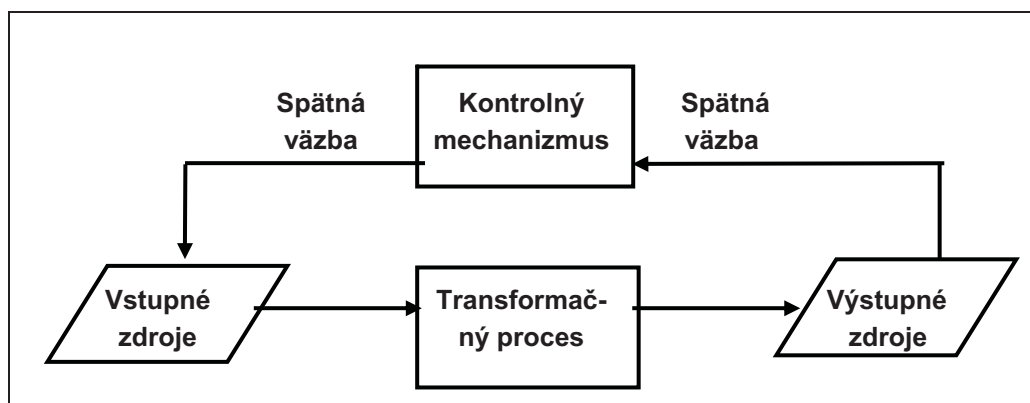 Spätná
väzba
Kontrolný
mechanizmus
Spätná
väzba
Vstupné
zdroje
Transformač-
ný proces
Výstupné
zdroje